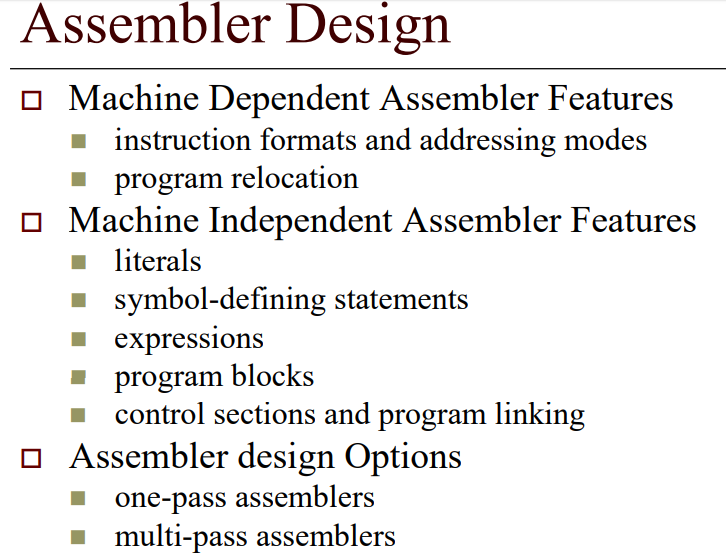 Assembler Design
Machine Dependent Assembler Features
instruction formats and addressing modes
program relocation
Machine Independent Assembler Features
literals
symbol-defining statements
expressions
program blocks
control sections and program linking
Assembler design Options
one-pass assemblers
multi-pass assemblers